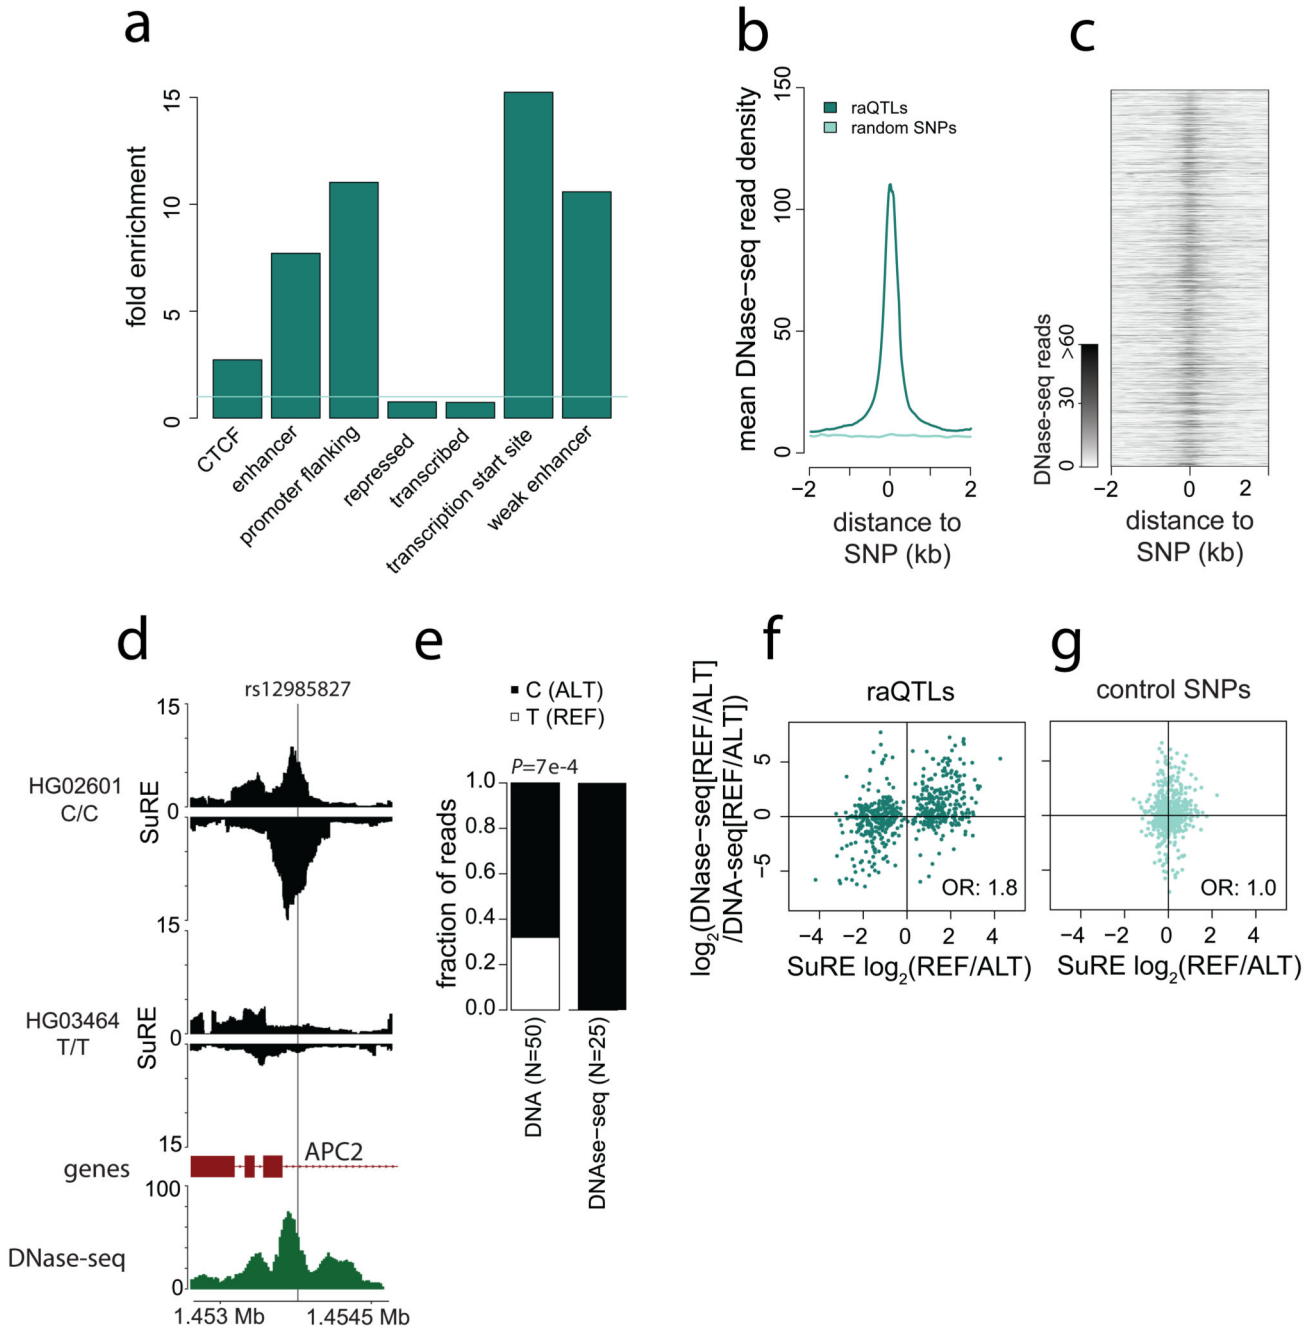 a
fold enrichment
15
10
5
0
CTCF
enhancer
promoter flanking
repressed
transcribed
transcription start site
weak enhancer
b
mean DNase−seq read density
150
100
50
0
raQTLs
random SNPs
−2 0 2
distance to
SNP (kb)
c
DNase−seq reads
>60
30
0
−2 0 2
distance to
SNP (kb)
d
rs12985827
HG02601
C/C
SuRE
15
0
0
15
HG03464
T/T
SuRE
0
15
genes
APC2
DNase-seq
100
0
1.453 Mb 1.4545 Mb
e
C (ALT)
T (REF)
P=7e-4
fraction of reads
1.0
0.8
0.6
0.4
0.2
0.0
DNA (N=50)
DNAse-seq (N=25)
f
raQTLs
log2(DNase−seq[REF/ALT]
/DNA−seq[REF/ALT])
5
0
−5
OR: 1.8
−4 −2 0 2 4
SuRE log2(REF/ALT)
g
control SNPs
OR: 1.0
−4 −2 0 2 4
SuRE log2(REF/ALT)